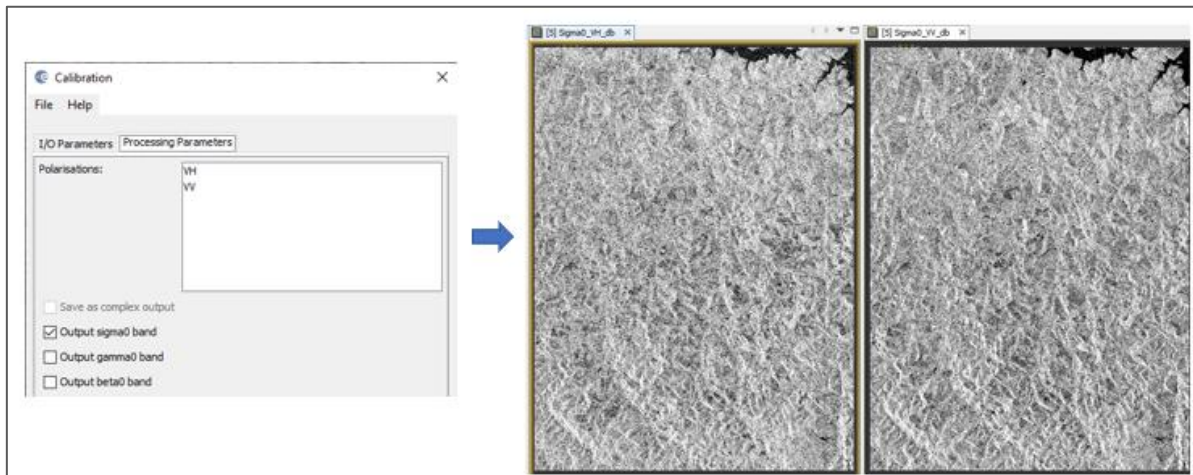 Calibration
File Help
I/O Parameters Processing Parameters
Polarisations:
VH
VV
Save as complex output
Output sigma0 band
Output gamma0 band
Output beta0 band
[5] Sigma0_VH_db
[5] Sigma0_VV_db